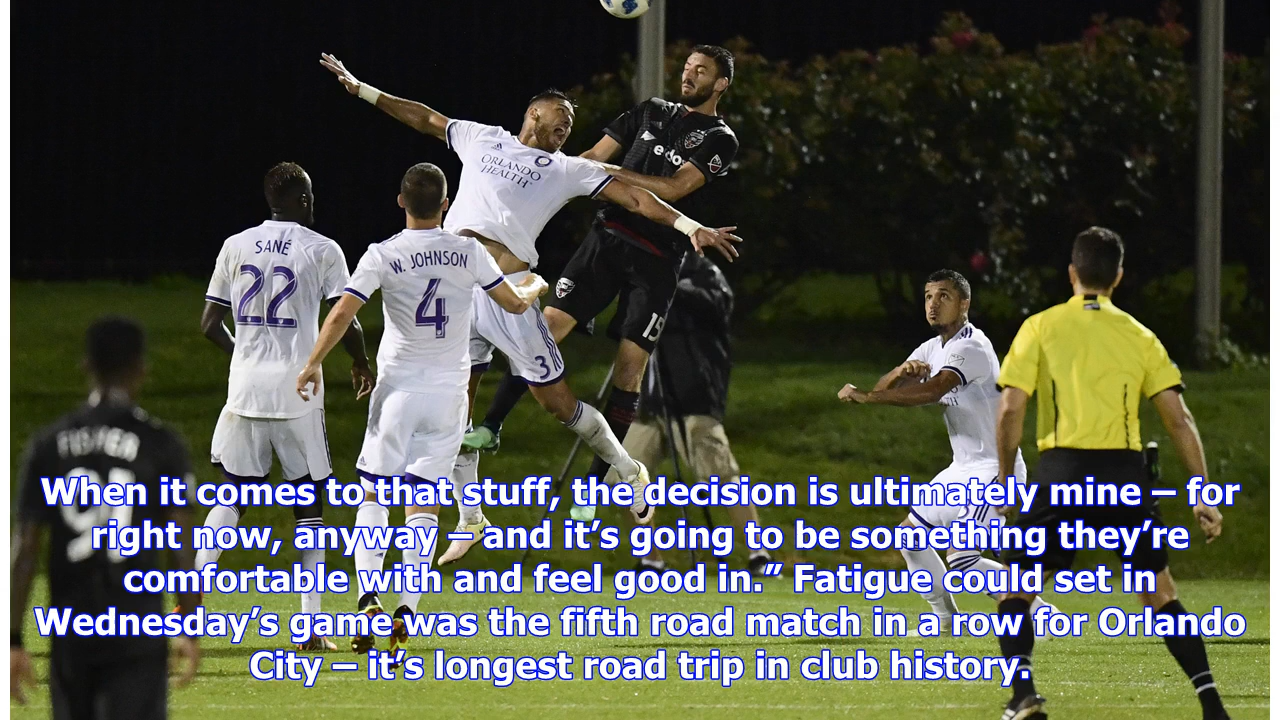 SANÉ
22
W. JOHNSON
4
ORLANDO
HEALTH
3
15
FISHER
When it comes to that stuff, the decision is ultimately mine – for
right now, anyway – and it’s going to be something they’re
comfortable with and feel good in.” Fatigue could set in
Wednesday’s game was the fifth road match in a row for Orlando
City – it’s longest road trip in club history.